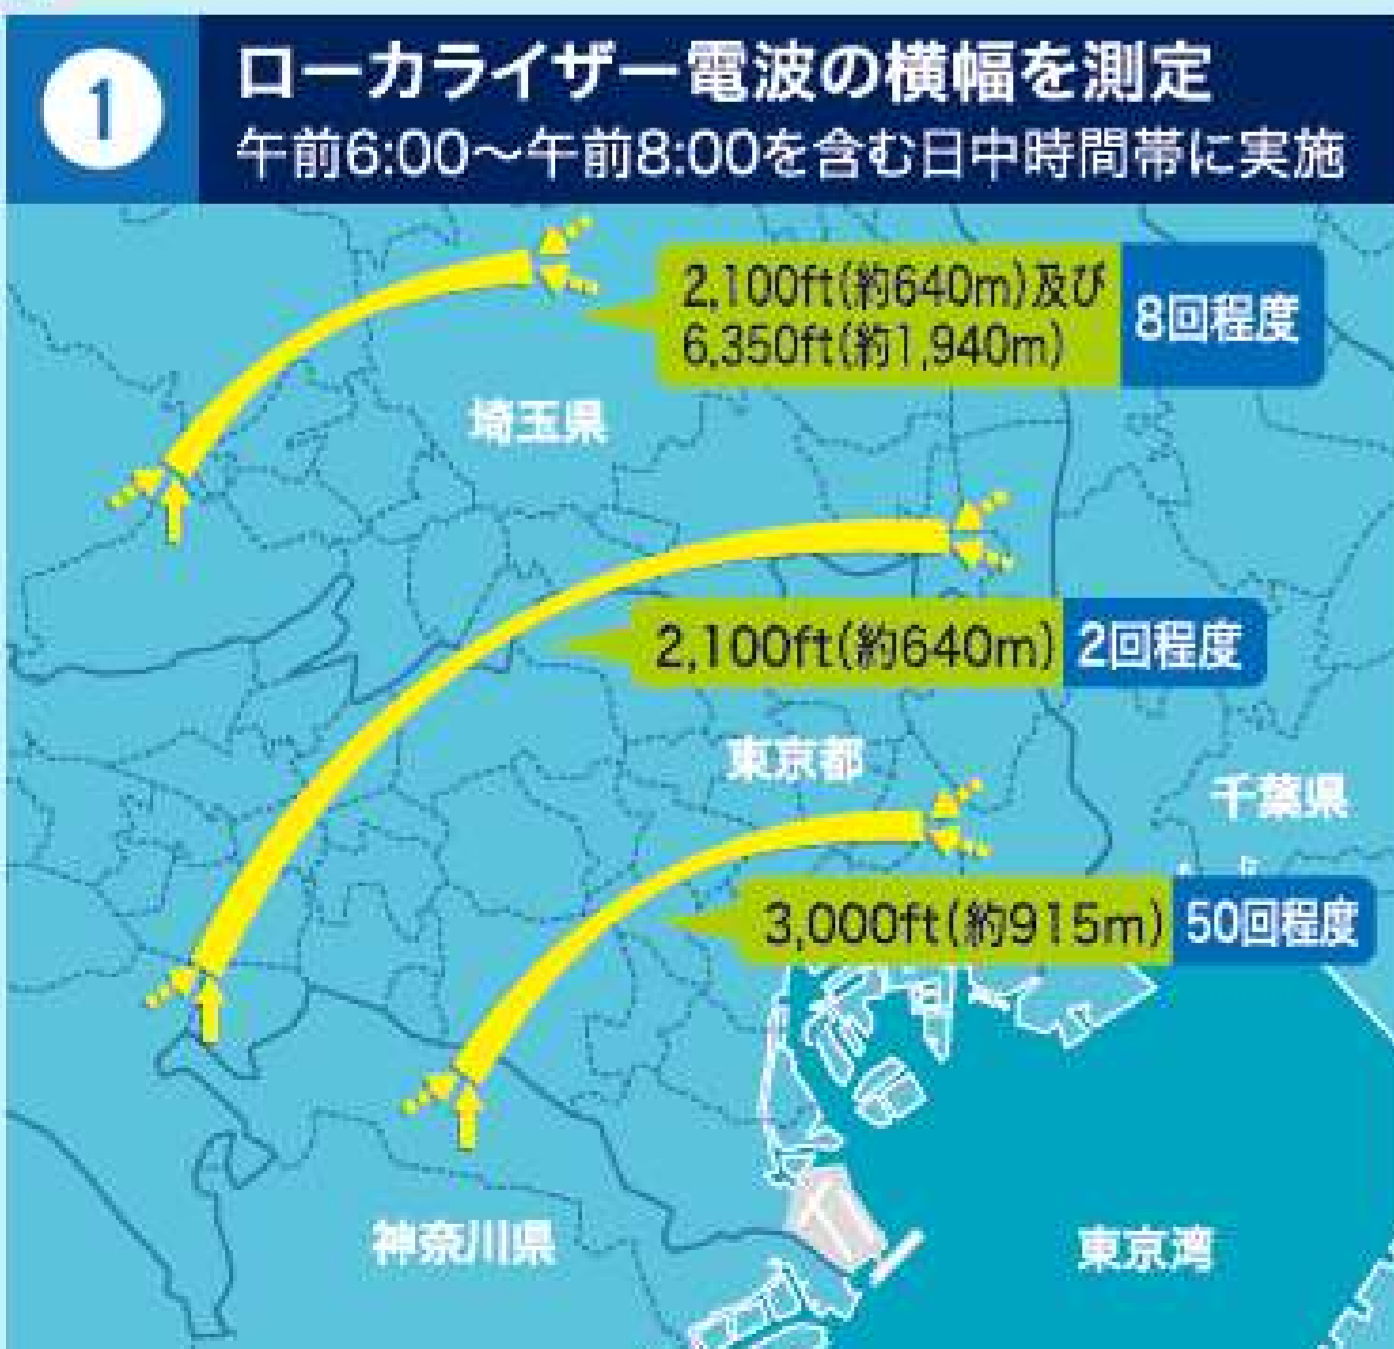 1
ローカライザー電波の横幅を測定
午前6:00～午前8:00を含む日中時間帯に実施
2,100ft(約640m)及び
6,350ft(約1,940m)
8回程度
埼玉県
2,100ft(約640m)
2回程度
東京都
千葉県
3,000ft(約915m)
50回程度
神奈川県
東京湾